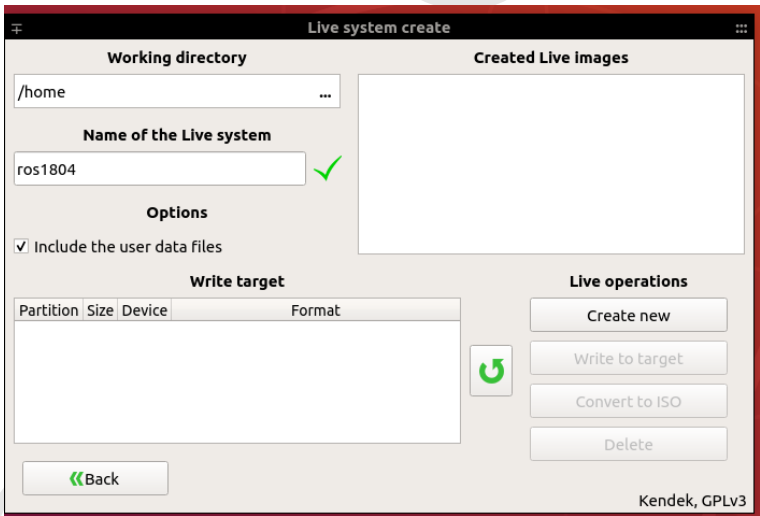 Live system create
Working directory
Created Live images
/home
...
Name of the Live system
ros1804
Options
Include the user data files
Write target
Live operations
Partition Size Device Format
Create new
Write to target
Convert to ISO
Delete
Back
Kendek, GPLv3